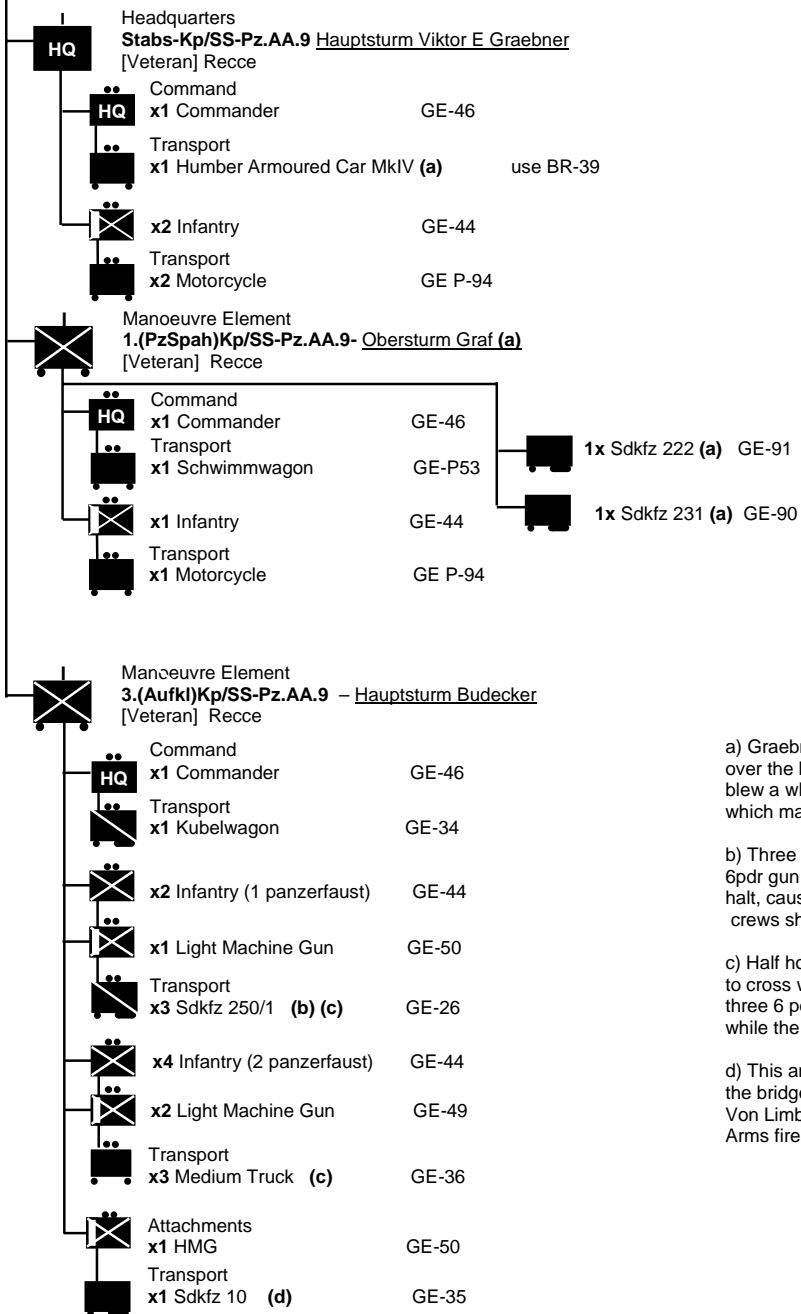 Headquarters
HQ
Stabs-Kp/SS-Pz.AA.9 Hauptsturm Viktor E Graebner
[Veteran] Recce
Command
HQ x1 Commander GE-46
Transport
x1 Humber Armoured Car MkIV (a) use BR-39
x2 Infantry GE-44
Transport
x2 Motorcycle GE P-94
Manoeuvre Element
1.(PzSpah)Kp/SS-Pz.AA.9- Obersturm Graf (a)
[Veteran] Recce
Command
HQ x1 Commander GE-46
Transport
x1 Schwimmwagon GE-P53
1x Sdkfz 222 (a) GE-91
x1 Infantry GE-44
1x Sdkfz 231 (a) GE-90
Transport
x1 Motorcycle GE P-94
Manoeuvre Element
3.(Aufkl)Kp/SS-Pz.AA.9 – Hauptsturm Budecker
[Veteran] Recce
Command
HQ x1 Commander GE-46
Transport
x1 Kubelwagon GE-34
x2 Infantry (1 panzerfaust) GE-44
x1 Light Machine Gun GE-50
Transport
x3 Sdkfz 250/1 (b) (c) GE-26
x4 Infantry (2 panzerfaust) GE-44
x2 Light Machine Gun GE-49
Transport
x3 Medium Truck (c) GE-36
Attachments
x1 HMG GE-50
Transport
x1 Sdkfz 10 (d) GE-35
a) Graebn
over the
blew a w
which ma
b) Three
6pdr gun
halt, caus
crews sh
c) Half ho
to cross w
three 6 p
while the
d) This a
the bridge
Von Limb
Arms fire